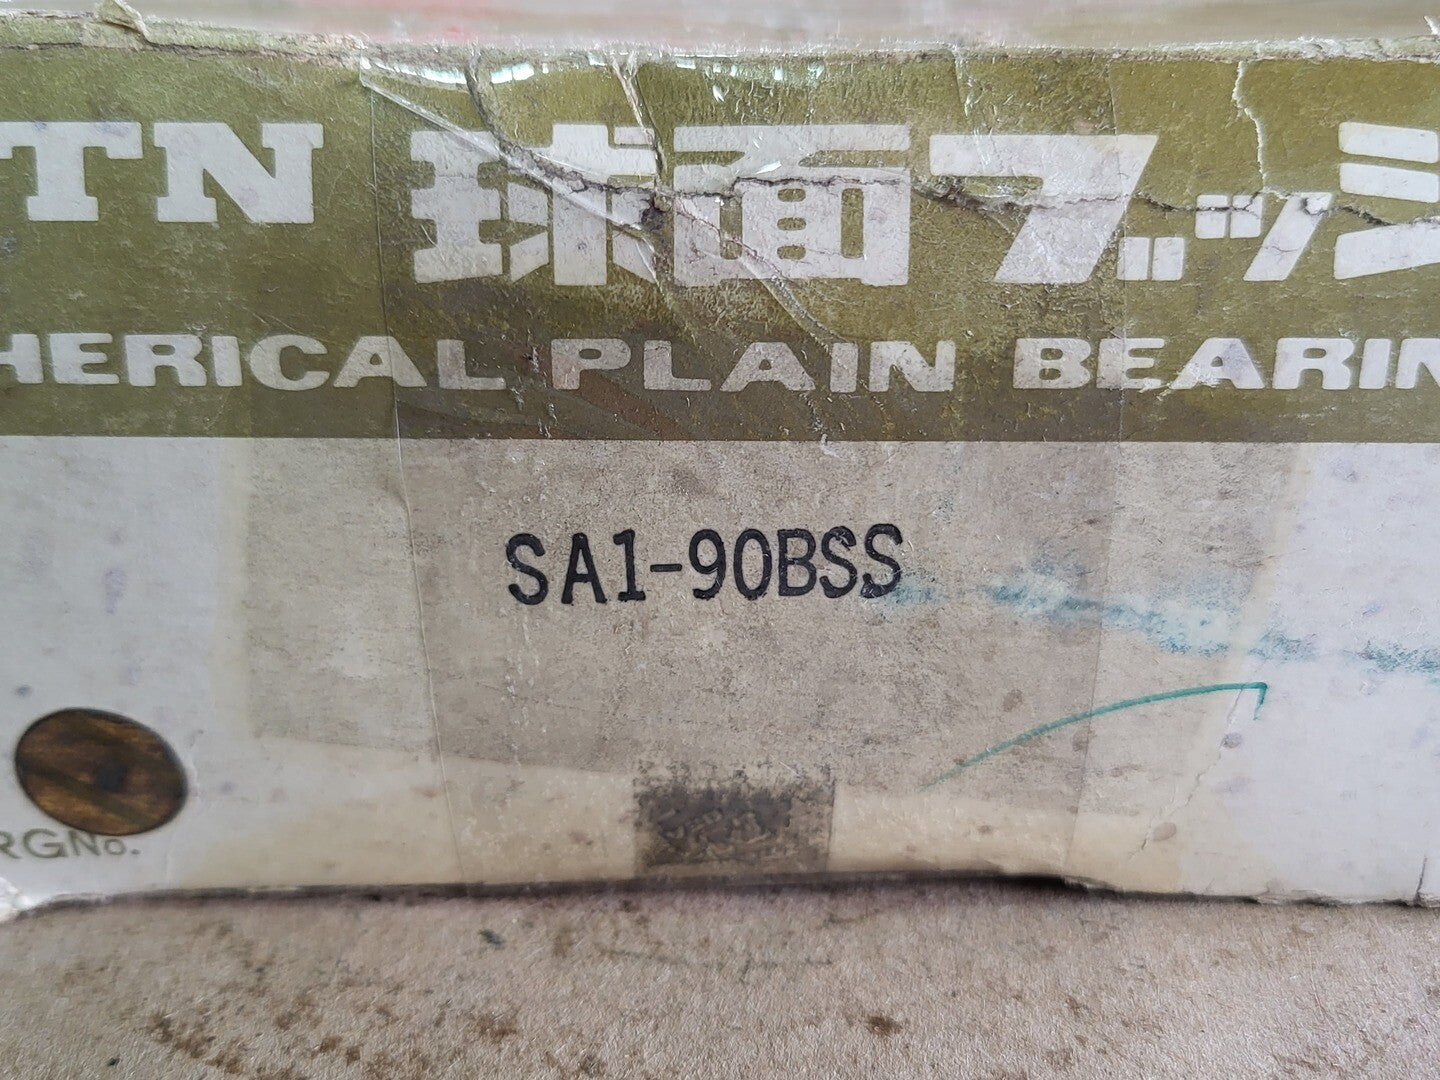 TN 球面ブッシ
HERICAL PLAIN BEARIN
SA1-90BSS
RGNo.